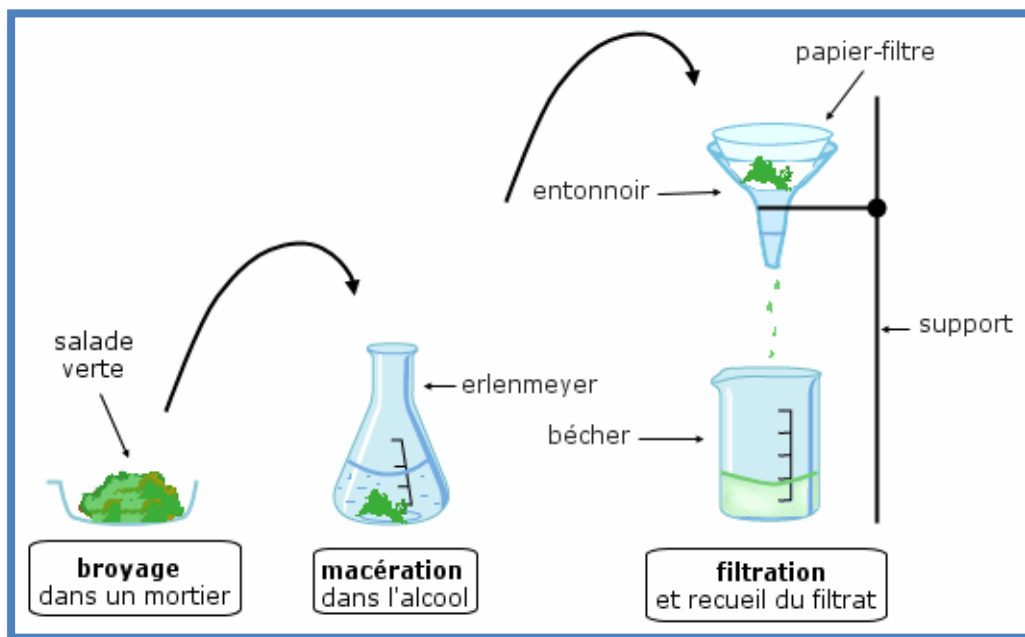 papier-filtre
entonnoir
support
salade
verte
erlenmeyer
bécher
broyage
dans un mortier
macération
dans l'alcool
filtration
et recueil du filtrat